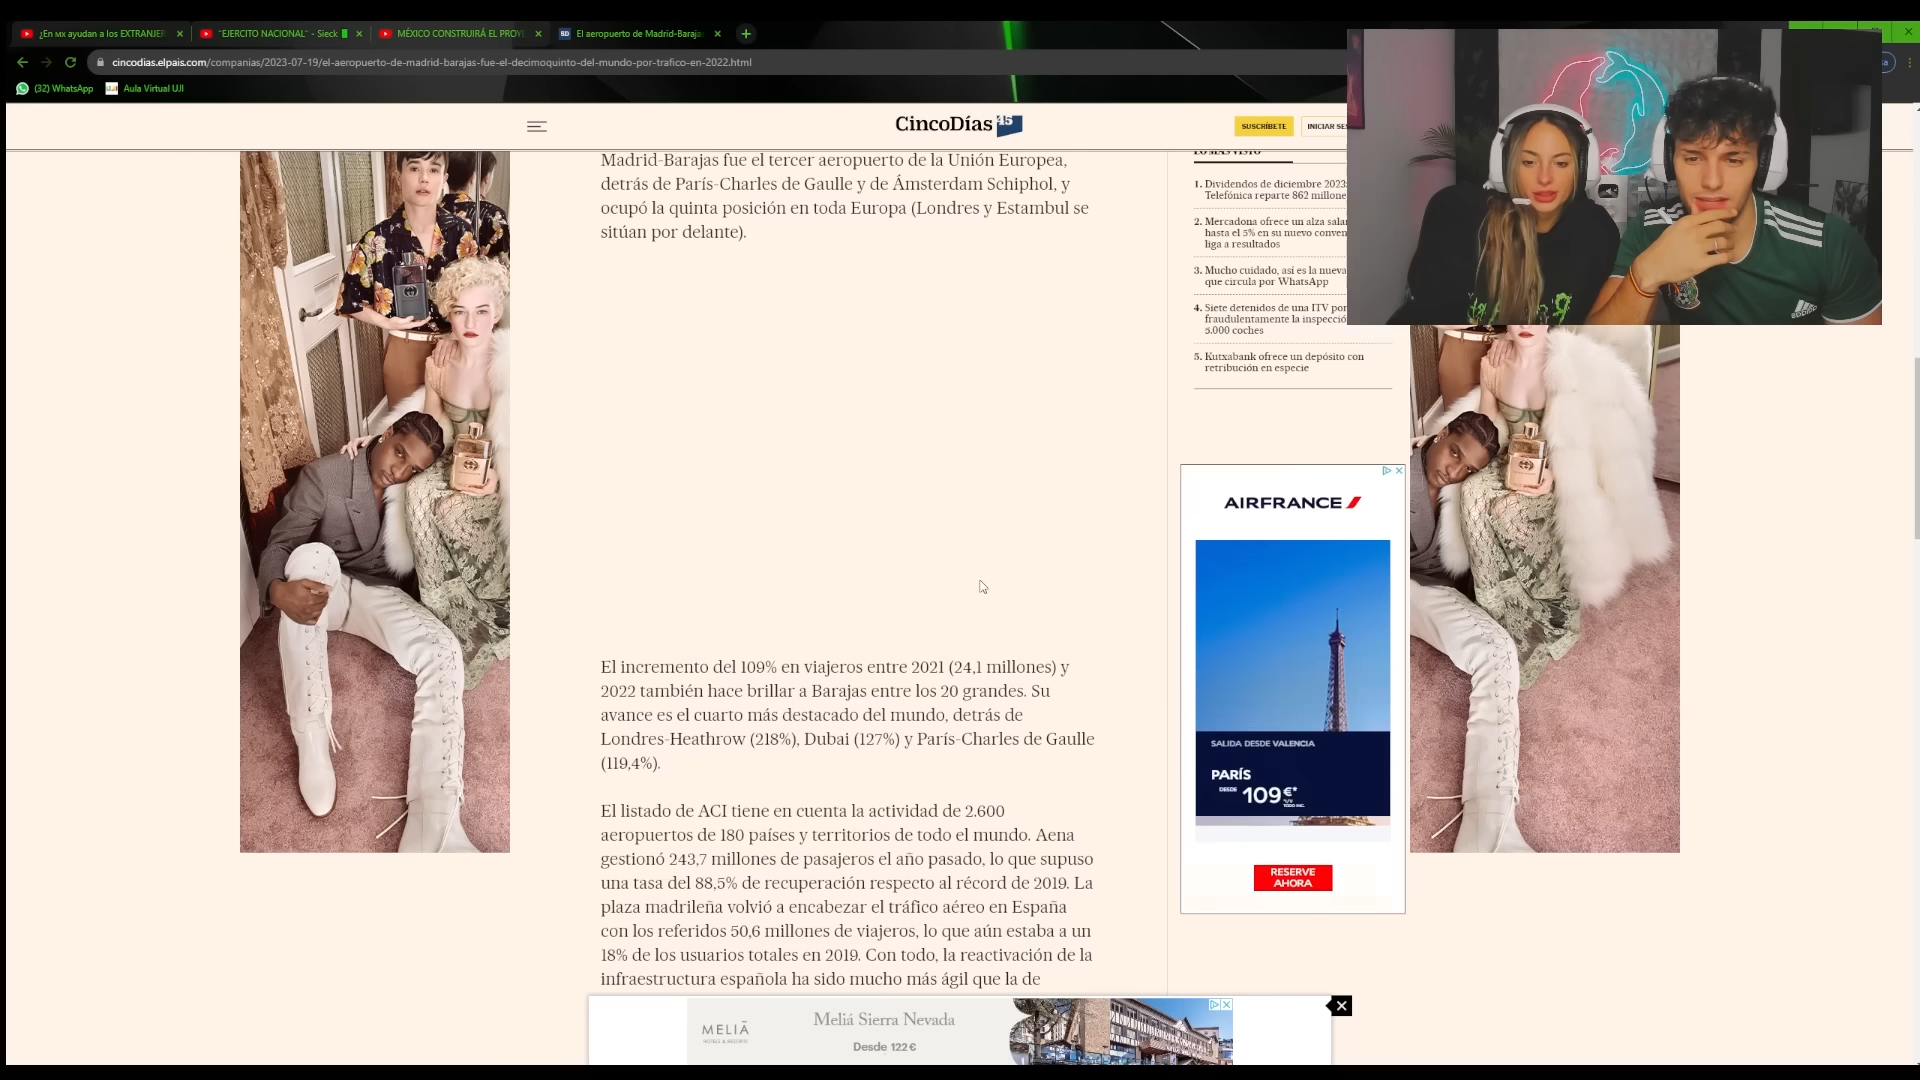 ¿En MX ayudan a los EXTRANJER
"EJERCITO NACIONAL" - Sieck
MÉXICO CONSTRUIRÁ EL PROY
El aeropuerto de Madrid-Baraja
cincodias.elpais.com/companias/2023-07-19/el-aeropuerto-de-madrid-barajas-fue-el-decimoquinto-del-mundo-por-trafico-en-2022.html
(32) WhatsApp
Aula Virtual UJI
CincoDías 45
SUSCRÍBETE
INICIAR SE
Madrid-Barajas fue el tercer aeropuerto de la Unión Europea,
detrás de París-Charles de Gaulle y de Ámsterdam Schiphol, y
ocupó la quinta posición en toda Europa (Londres y Estambul se
sitúan por delante).
El incremento del 109% en viajeros entre 2021 (24,1 millones) y
2022 también hace brillar a Barajas entre los 20 grandes. Su
avance es el cuarto más destacado del mundo, detrás de
Londres-Heathrow (218%), Dubai (127%) y París-Charles de Gaulle
(119,4%).
El listado de ACI tiene en cuenta la actividad de 2.600
aeropuertos de 180 países y territorios de todo el mundo. Aena
gestionó 243,7 millones de pasajeros el año pasado, lo que supuso
una tasa del 88,5% de recuperación respecto al récord de 2019. La
plaza madrileña volvió a encabezar el tráfico aéreo en España
con los referidos 50,6 millones de viajeros, lo que aún estaba a un
18% de los usuarios totales en 2019. Con todo, la reactivación de la
infraestructura española ha sido mucho más ágil que la de
LO MÁS VISTO
1. Dividendos de diciembre 2023:
Telefónica reparte 862 millone
2. Mercadona ofrece un alza salar
hasta el 5% en su nuevo conven
liga a resultados
3. Mucho cuidado, así es la nueva
que circula por WhatsApp
4. Siete detenidos de una ITV por
fraudulentamente la inspecció
5.000 coches
5. Kutxabank ofrece un depósito con
retribución en especie
AIRFRANCE
SALIDA DESDE VALENCIA
PARÍS
DESDE 109€*
RESERVE
AHORA
MELIÁ
HOTELS & RESORTS
Meliá Sierra Nevada
Desde 122 €
adidas